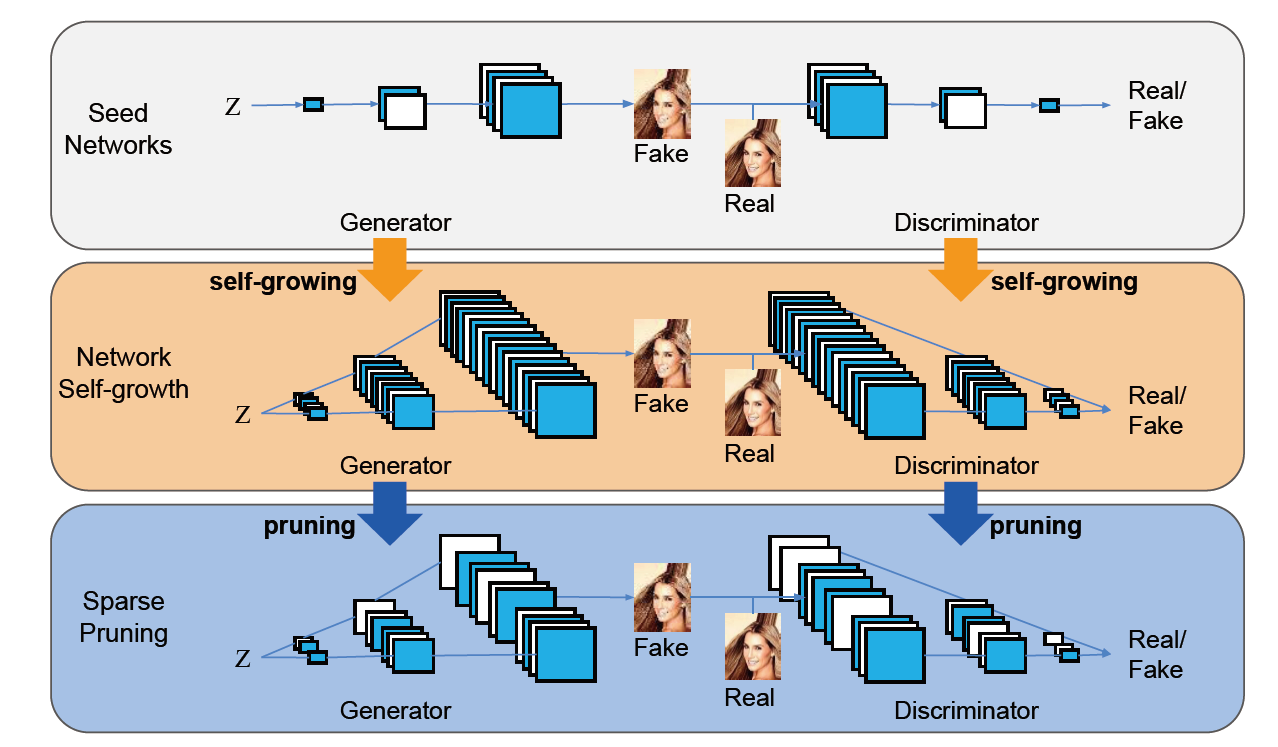 Seed
Networks
Z
Fake
Real
Real/
Fake
Generator
Discriminator
self-growing
self-growing
Network
Self-growth
Z
Fake
Real
Real/
Fake
Generator
Discriminator
pruning
pruning
Sparse
Pruning
Z
Fake
Real
Real/
Fake
Generator
Discriminator